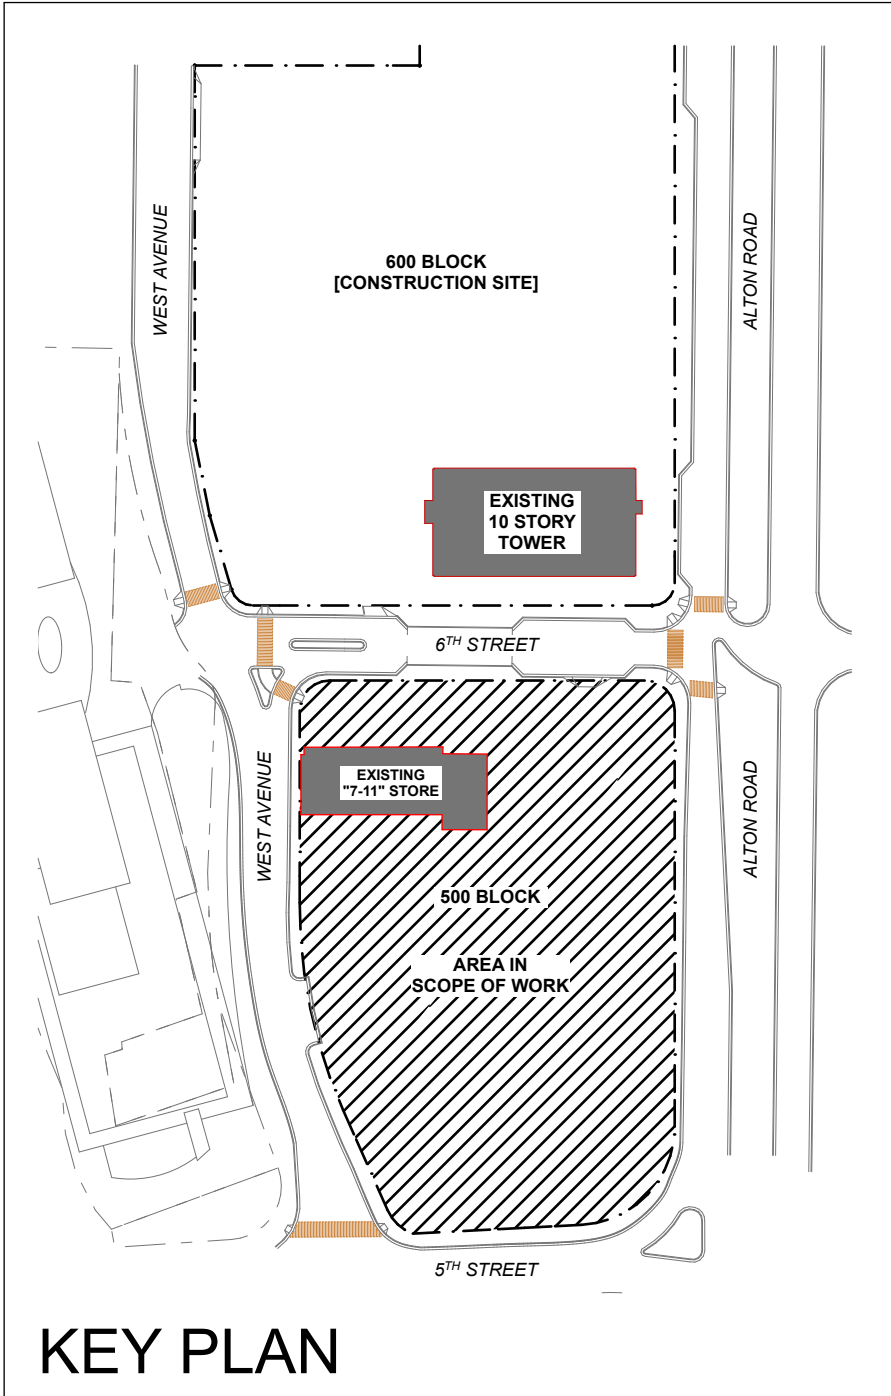 WEST AVENUE
600 BLOCK
[CONSTRUCTION SITE]
ALTON ROAD
EXISTING
10 STORY
TOWER
6TH STREET
WEST AVENUE
EXISTING
"7-11" STORE
ALTON ROAD
500 BLOCK
AREA IN
SCOPE OF WORK
5TH STREET
KEY PLAN